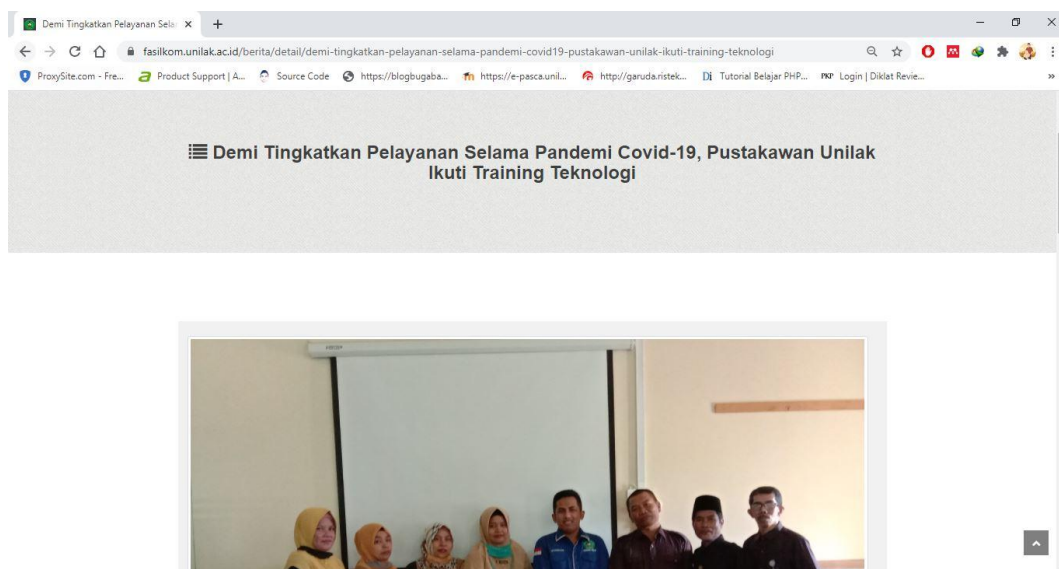 Demi Tingkatkan Pelayanan Sela
fasilkom.unilak.ac.id/berita/detail/demi-tingkatkan-pelayanan-selama-pandemi-covid19-pustakawan-unilak-ikuti-training-teknologi
ProxySite.com - Fre... Product Support | A... Source Code https://blogbugaba... https://e-pasca.unil... http://garuda.ristek... Di Tutorial Belajar PHP... PKP Login | Diklat Revie...
Demi Tingkatkan Pelayanan Selama Pandemi Covid-19, Pustakawan Unilak
Ikuti Training Teknologi